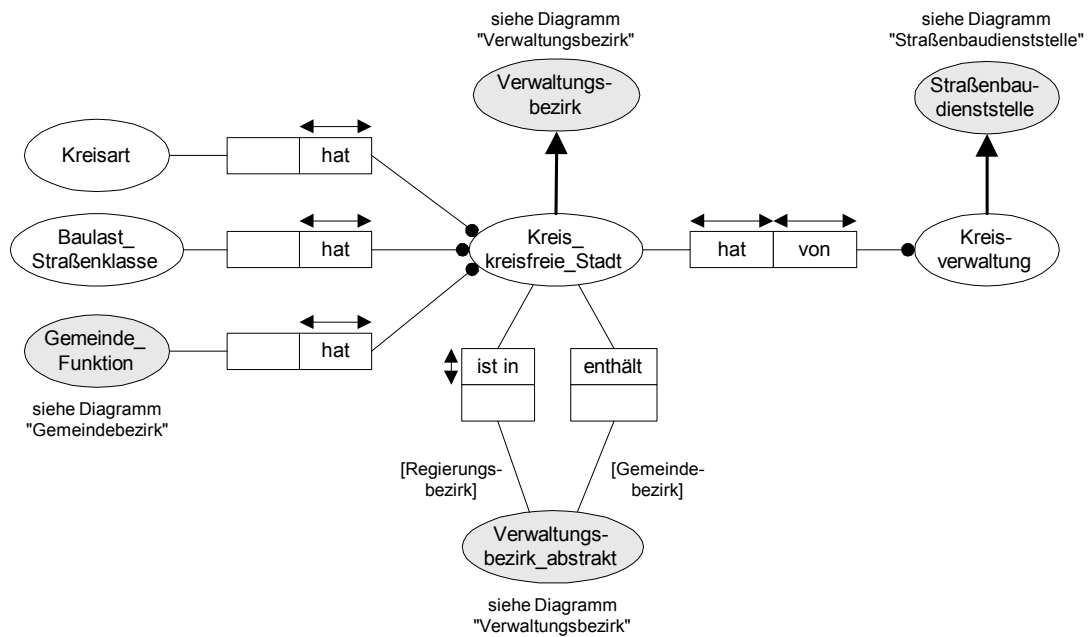 siehe Diagramm
"Verwaltungsbezirk"
siehe Diagramm
"Straßenbaudienststelle"
Verwaltungs-
bezirk
Straßenbau-
dienststelle
Kreisart
hat
Baulast_
Straßenklasse
hat
Kreis_
kreisfreie_Stadt
hat
von
Kreis-
verwaltung
Gemeinde_
Funktion
hat
siehe Diagramm
"Gemeindebezirk"
ist in
enthält
[Regierungs-
bezirk]
[Gemeinde-
bezirk]
Verwaltungs-
bezirk_abstrakt
siehe Diagramm
"Verwaltungsbezirk"